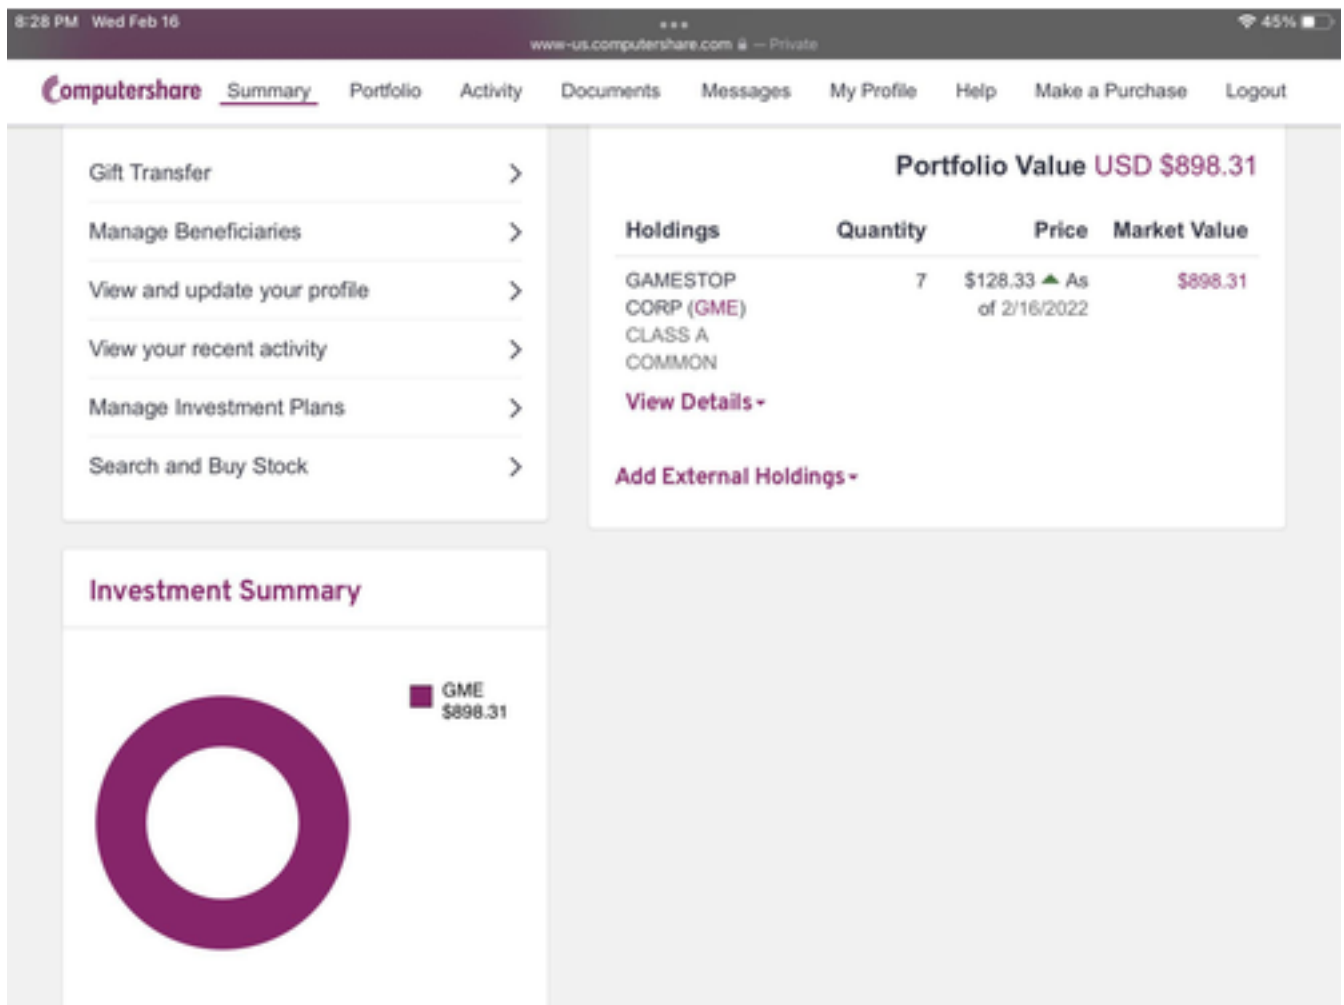 8:28 PM Wed Feb 16
45%
www-us.computershare.com — Private
Computershare Summary Portfolio Activity Documents Messages My Profile Help Make a Purchase Logout
Gift Transfer
Manage Beneficiaries
View and update your profile
View your recent activity
Manage Investment Plans
Search and Buy Stock
Portfolio Value USD $898.31
Holdings Quantity Price Market Value
GAMESTOP 7 $128.33 ▲ As $898.31
CORP (GME) of 2/16/2022
CLASS A
COMMON
View Details
Add External Holdings
Investment Summary
GME
$898.31